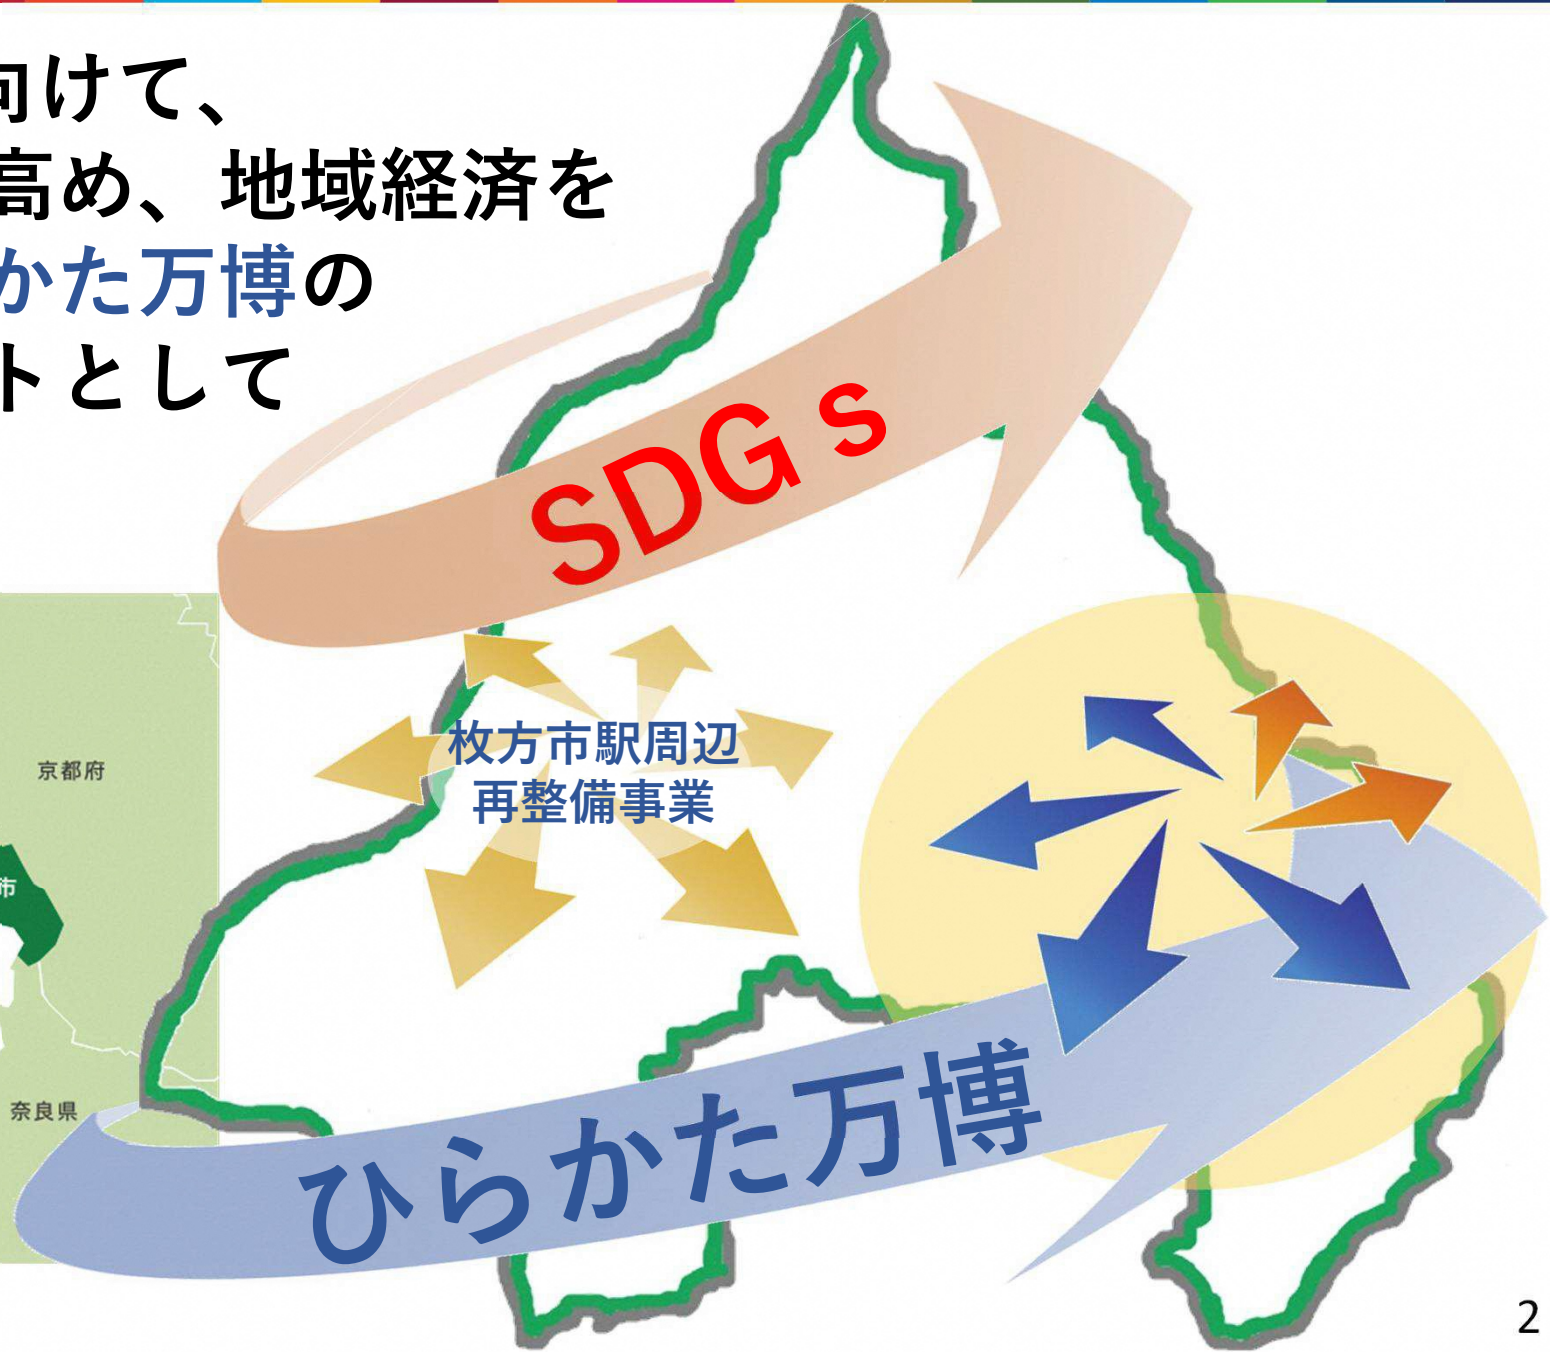 向けて、
高め、地域経済を
かた万博の
トとして
SDGs
枚方市駅周辺
再整備事業
京都府
市
奈良県
ひらかた万博
2